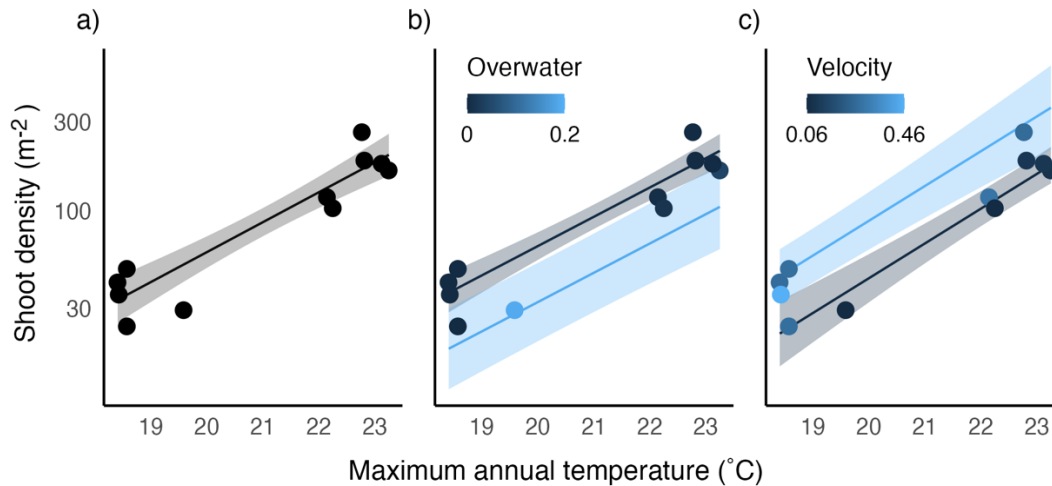 a)
b)
c)
Overwater
0 0.2
Velocity
0.06 0.46
Shoot density (m⁻²)
300
100
30
19 20 21 22 23
19 20 21 22 23
19 20 21 22 23
Maximum annual temperature (˚C)